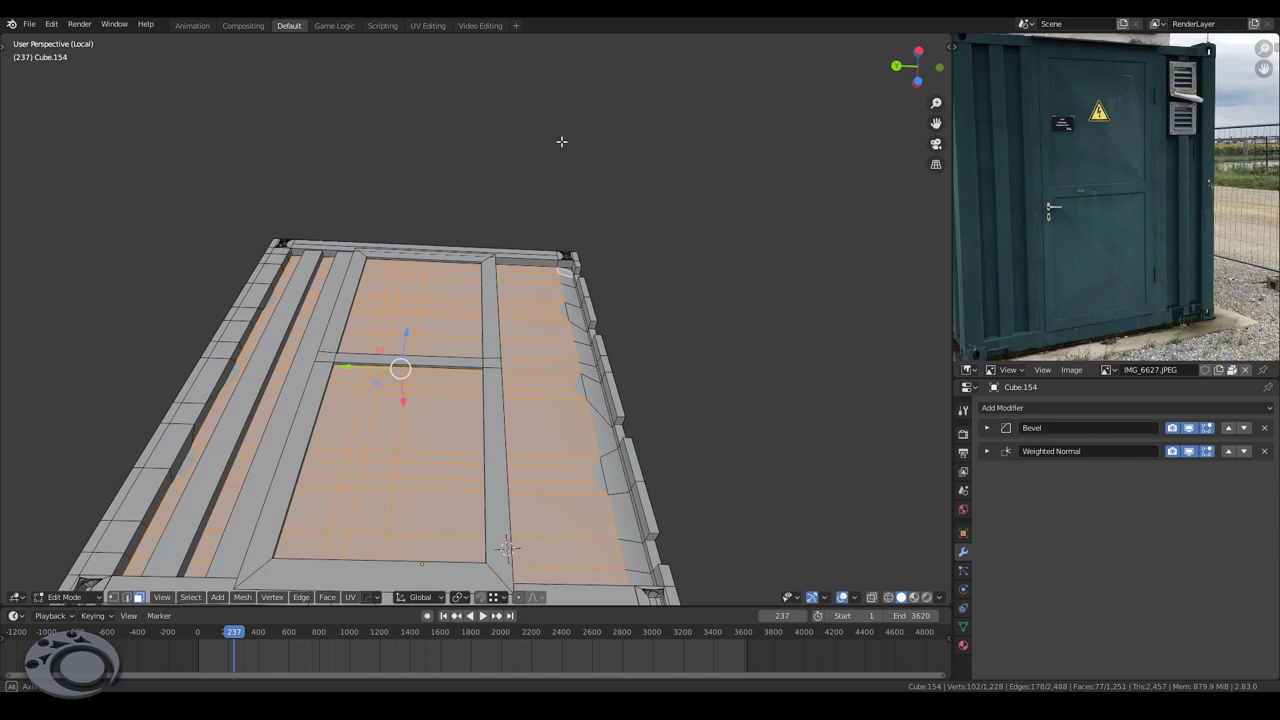 File Edit Render Window Help
Animation Compositing Default Game Logic Scripting UV Editing Video Editing +
Scene RenderLayer
User Perspective (Local)
(237) Cube.154
Y
View Image IMG_6627.JPEG
Cube.154
Add Modifier
Bevel
Weighted Normal
Edit Mode View Select Add Mesh Vertex Edge Face UV Global
Playback Keying View Marker 237 Start 1 End 3620
-1200 -1000 -800 -600 -400 -200 0 237 400 600 800 1000 1200 1400 1600 1800 2000 2200 2400 2600 2800 3000 3200 3400 3600 3800 4000 4200 4400 4600 4800
Cube.154 | Verts:102/1,228 | Edges:178/2,488 | Faces:77/1,251 | Tris:2,457 | Mem: 879.9 MiB | 2.83.0